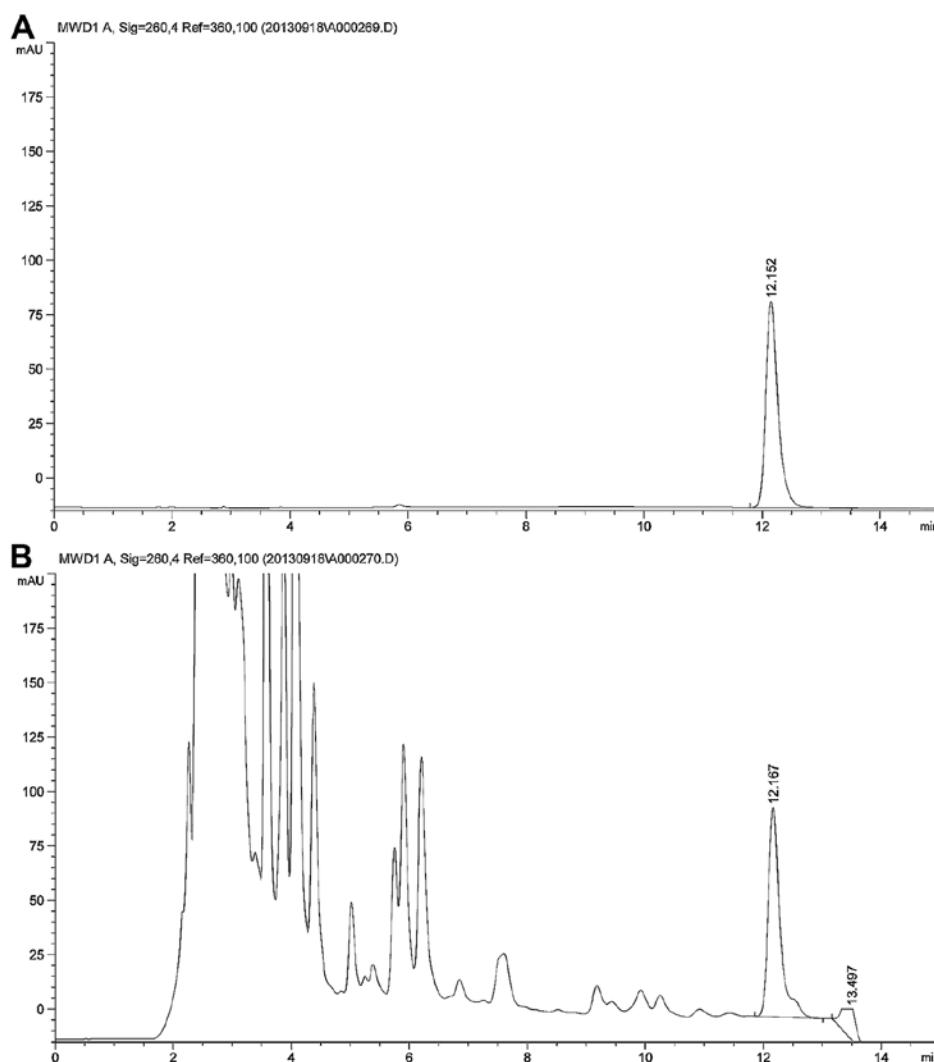 A
MWD1 A, Sig=260,4 Ref=360,100 (20130918\A000269.D)
mAU
175
150
125
100
75
50
25
0
12.152
0 2 4 6 8 10 12 14 min
B
MWD1 A, Sig=260,4 Ref=360,100 (20130918\A000270.D)
mAU
175
150
125
100
75
50
25
0
12.167
13.497
0 2 4 6 8 10 12 14 min